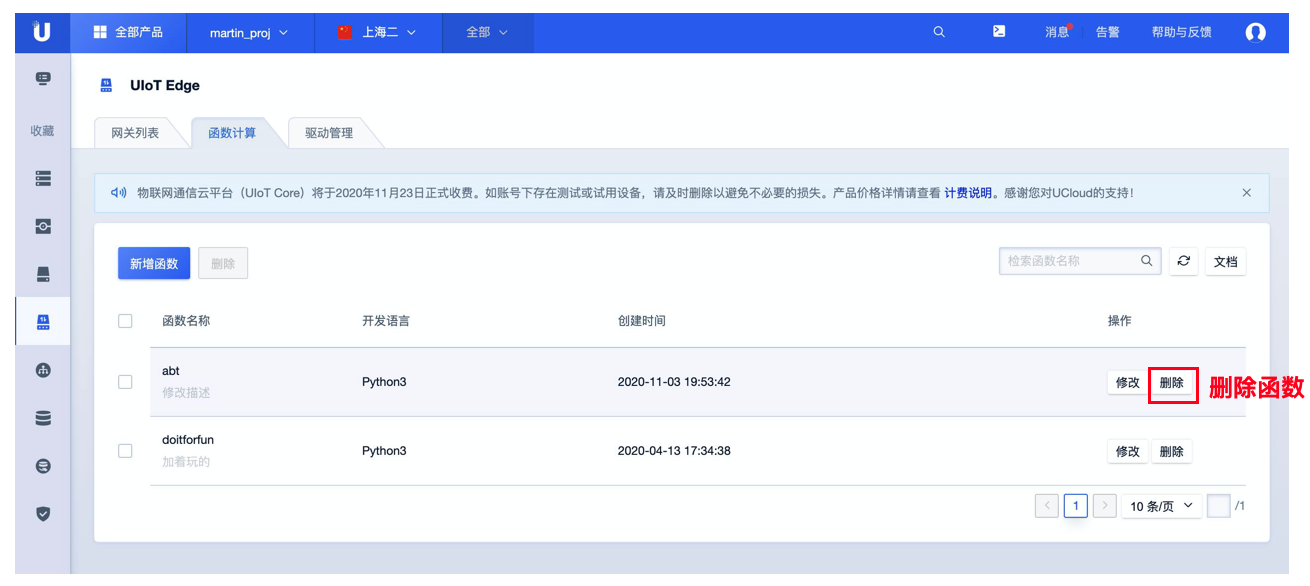 全部产品 martin_proj 上海二 全部 消息 告警 帮助与反馈
UIoT Edge
收藏
网关列表 函数计算 驱动管理
物联网通信云平台（UIoT Core）将于2020年11月23日正式收费。如账号下存在测试或试用设备，请及时删除以避免不必要的损失。产品价格详情请查看 计费说明。感谢您对UCloud的支持！
新增函数 删除 检索函数名称 文档
函数名称 开发语言 创建时间 操作
abt
修改描述
Python3 2020-11-03 19:53:42 修改 删除 删除函数
doitforfun
加着玩的
Python3 2020-04-13 17:34:38 修改 删除
1 10 条/页 /1